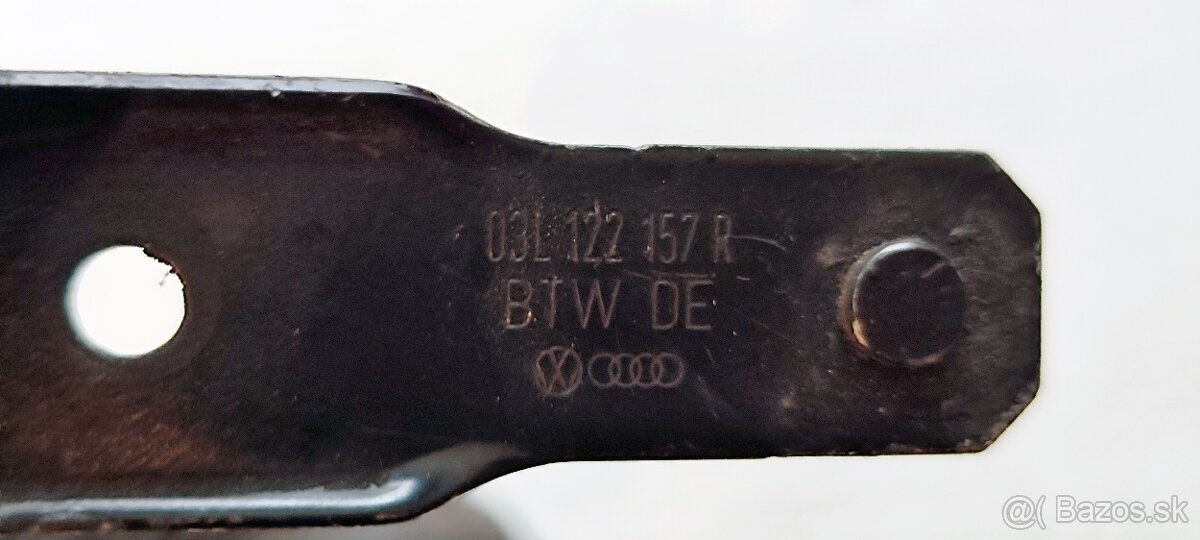 03L 122 157 R
BTW DE
@( Bazos.sk